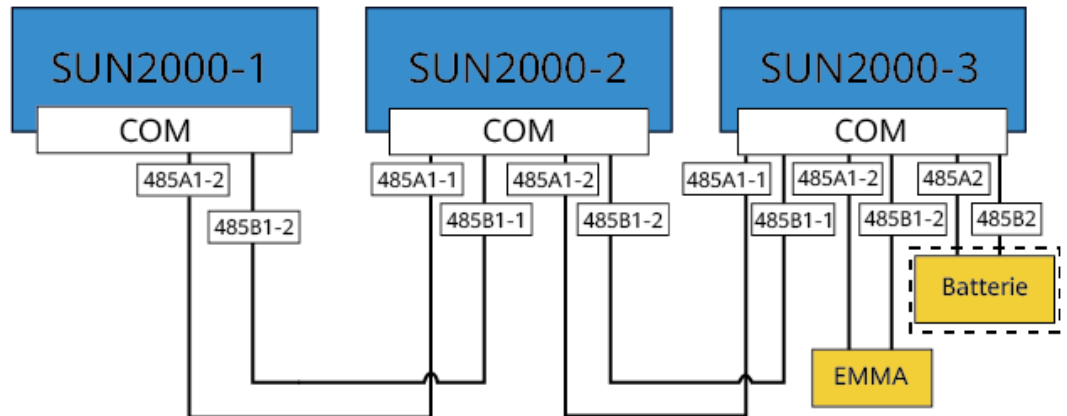 SUN2000-1
SUN2000-2
SUN2000-3
COM
COM
COM
485A1-2
485B1-2
485A1-1
485B1-1
485A1-2
485B1-2
485A1-1
485B1-1
485A1-2
485B1-2
485A2
485B2
Batterie
EMMA